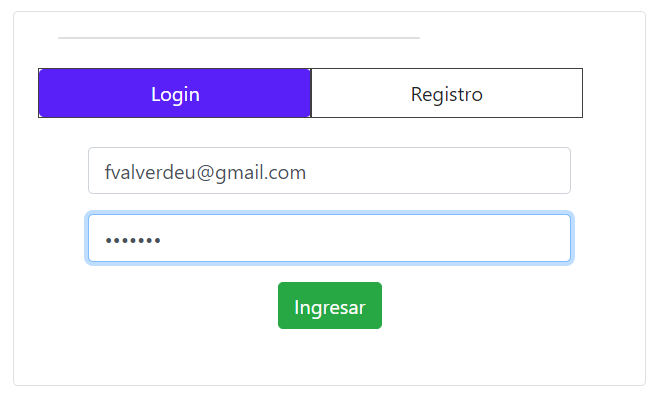 Login
Registro
fvalverdeu@gmail.com
•••••••
Ingresar